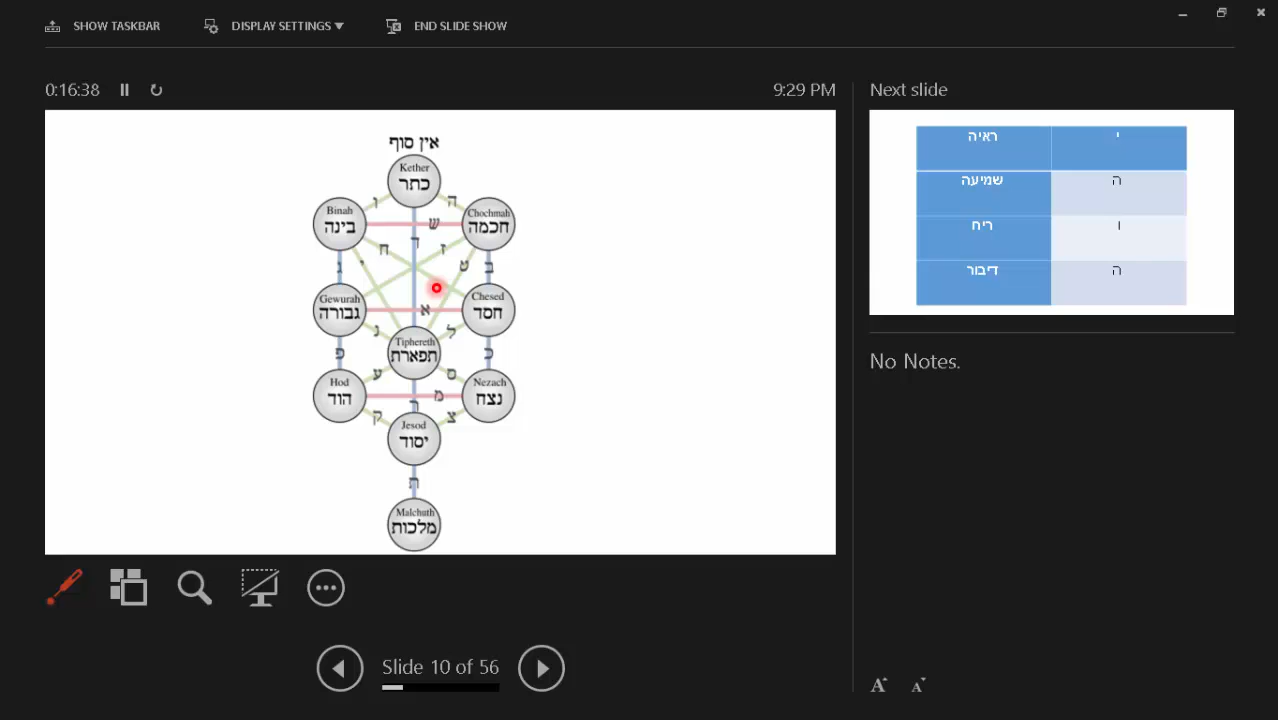 SHOW TASKBAR DISPLAY SETTINGS END SLIDE SHOW
0:16:38 9:29 PM
אין סוף
Kether
כתר
ו ה
Binah Chochmah
בינה ש חכמה
ד
ח ז
ג י ט ב
Gewurah Chesed
גבורה א חסד
נ ל
Tiphereth
פ תפארת כ
ע ס
Hod Nezach
הוד מ נצח
ר
ק צ
Jesod
יסוד
ת
Malchuth
מלכות
Next slide
ראיה י
שמיעה ה
ריח ו
דיבור ה
No Notes.
Slide 10 of 56
A A